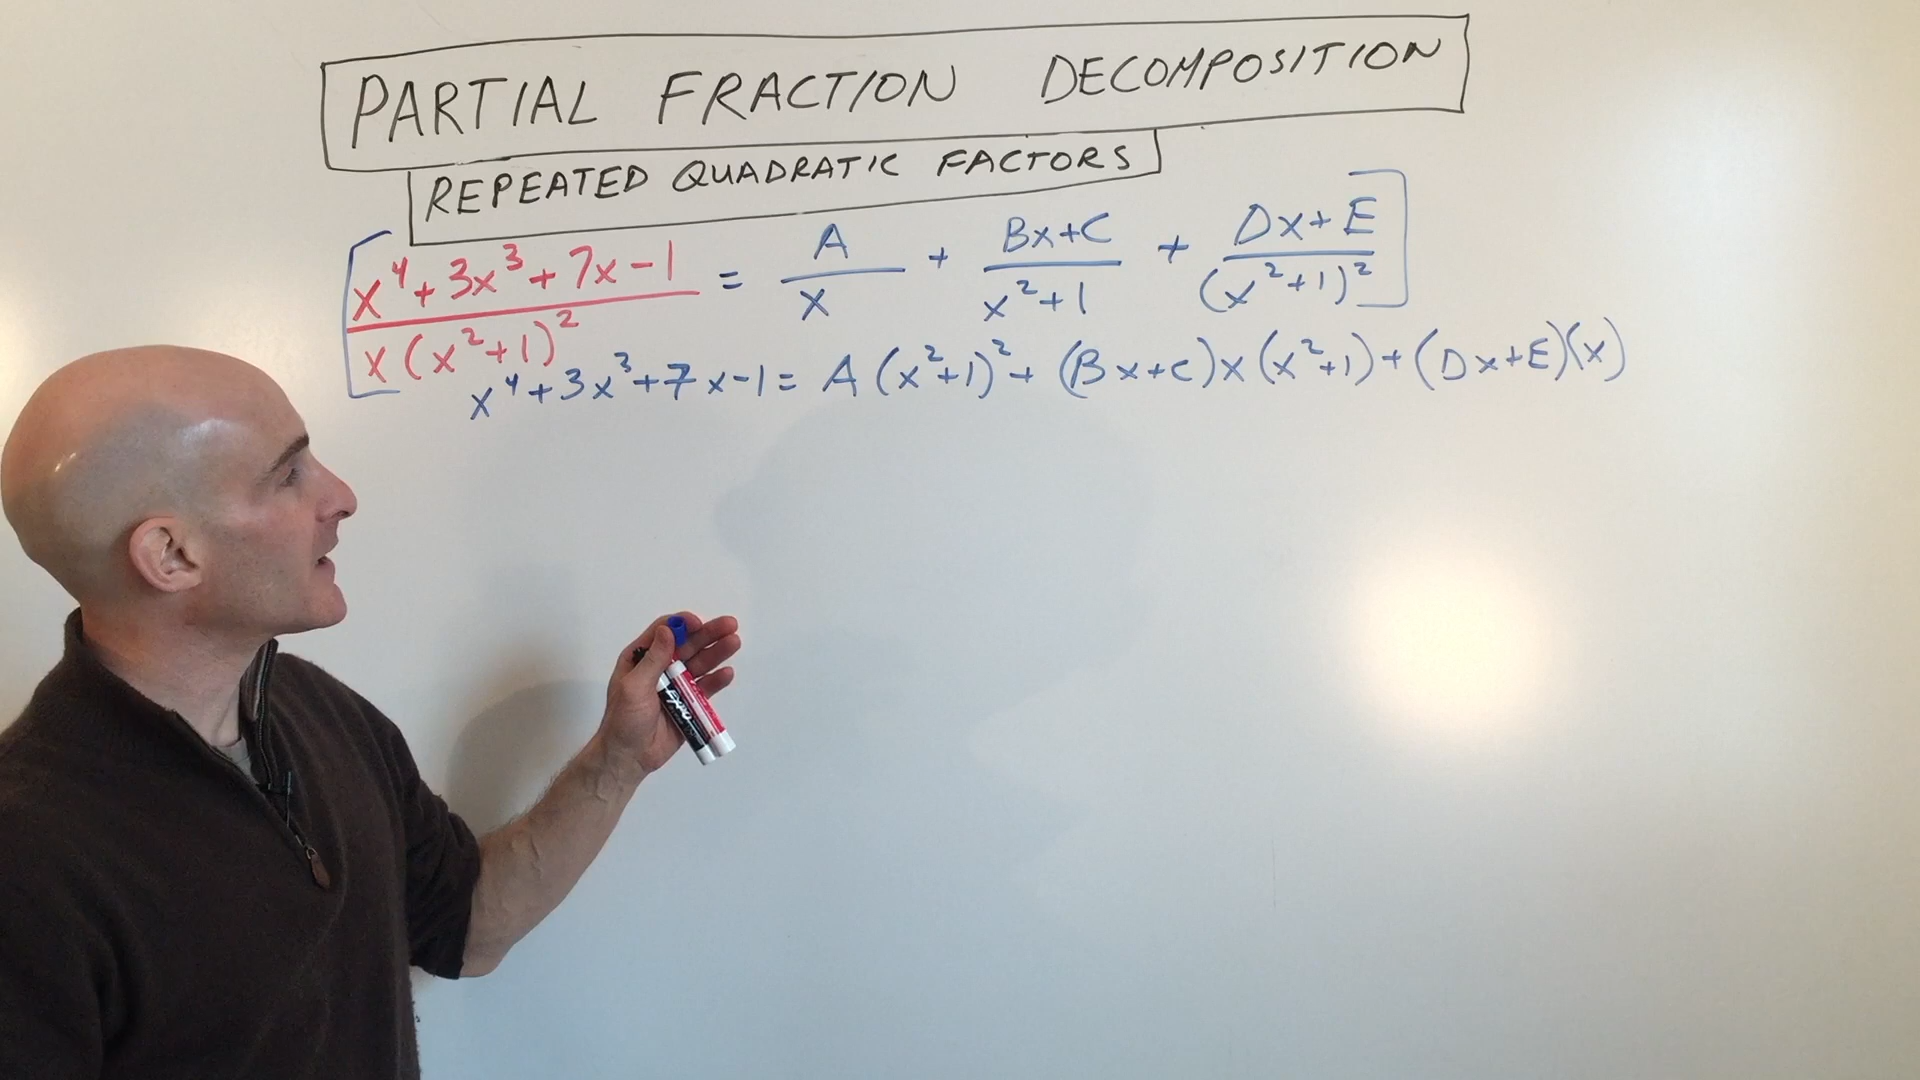 PARTIAL FRACTION DECOMPOSITION
REPEATED QUADRATIC FACTORS
[(x⁴+3x³+7x-1)/(x(x²+1)²) = A/x + (Bx+C)/(x²+1) + (Dx+E)/(x²+1)²]
x⁴+3x³+7x-1 = A(x²+1)² + (Bx+C)x(x²+1) + (Dx+E)(x)
EXPO